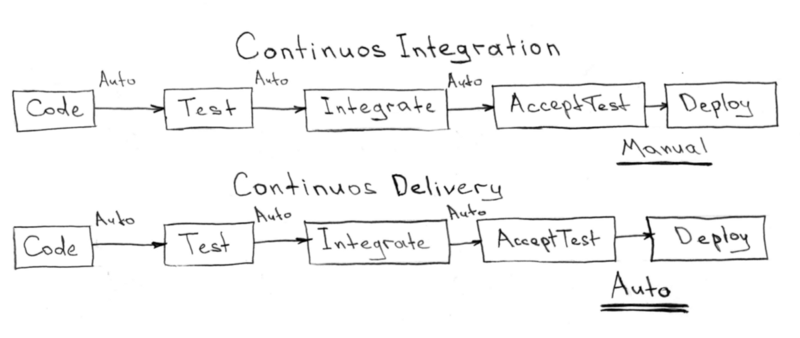 Continuos Integration
Auto Auto Auto
Code Test Integrate AcceptTest Deploy
Manual
Continuos Delivery
Auto Auto Auto
Code Test Integrate AcceptTest Deploy
Auto